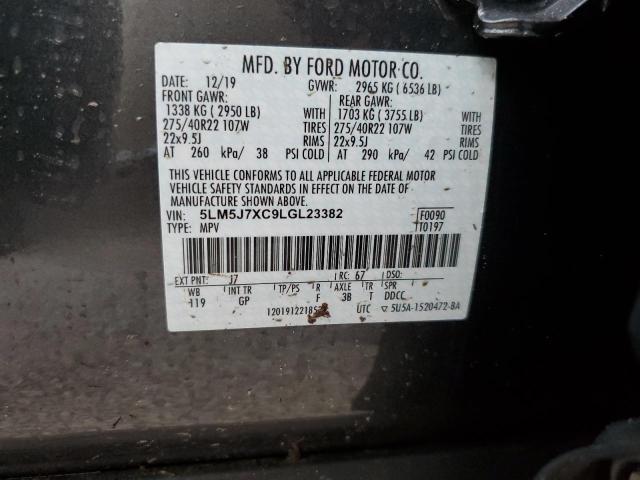 MFD. BY FORD MOTOR CO.
DATE: 12/19 GVWR: 2965 KG ( 6536 LB)
FRONT GAWR: REAR GAWR:
1338 KG ( 2950 LB) WITH 1703 KG ( 3755 LB) WITH
275/40R22 107W TIRES 275/40R22 107W TIRES
22x9.5J RIMS 22x9.5J RIMS
AT 260 kPa/ 38 PSI COLD AT 290 kPa/ 42 PSI COLD
THIS VEHICLE CONFORMS TO ALL APPLICABLE FEDERAL MOTOR
VEHICLE SAFETY STANDARDS IN EFFECT ON THE DATE OF
MANUFACTURE SHOWN ABOVE.
VIN: 5LM5J7XC9LGL23382 F0090
TYPE: MPV T0197
EXT PNT: J7 RC: 67 DSO:
WB INT TR TP/PS R AXLE TR SPR
119 GP F 3B T DDCC
UTC ▽ 5U5A-1520472-BA